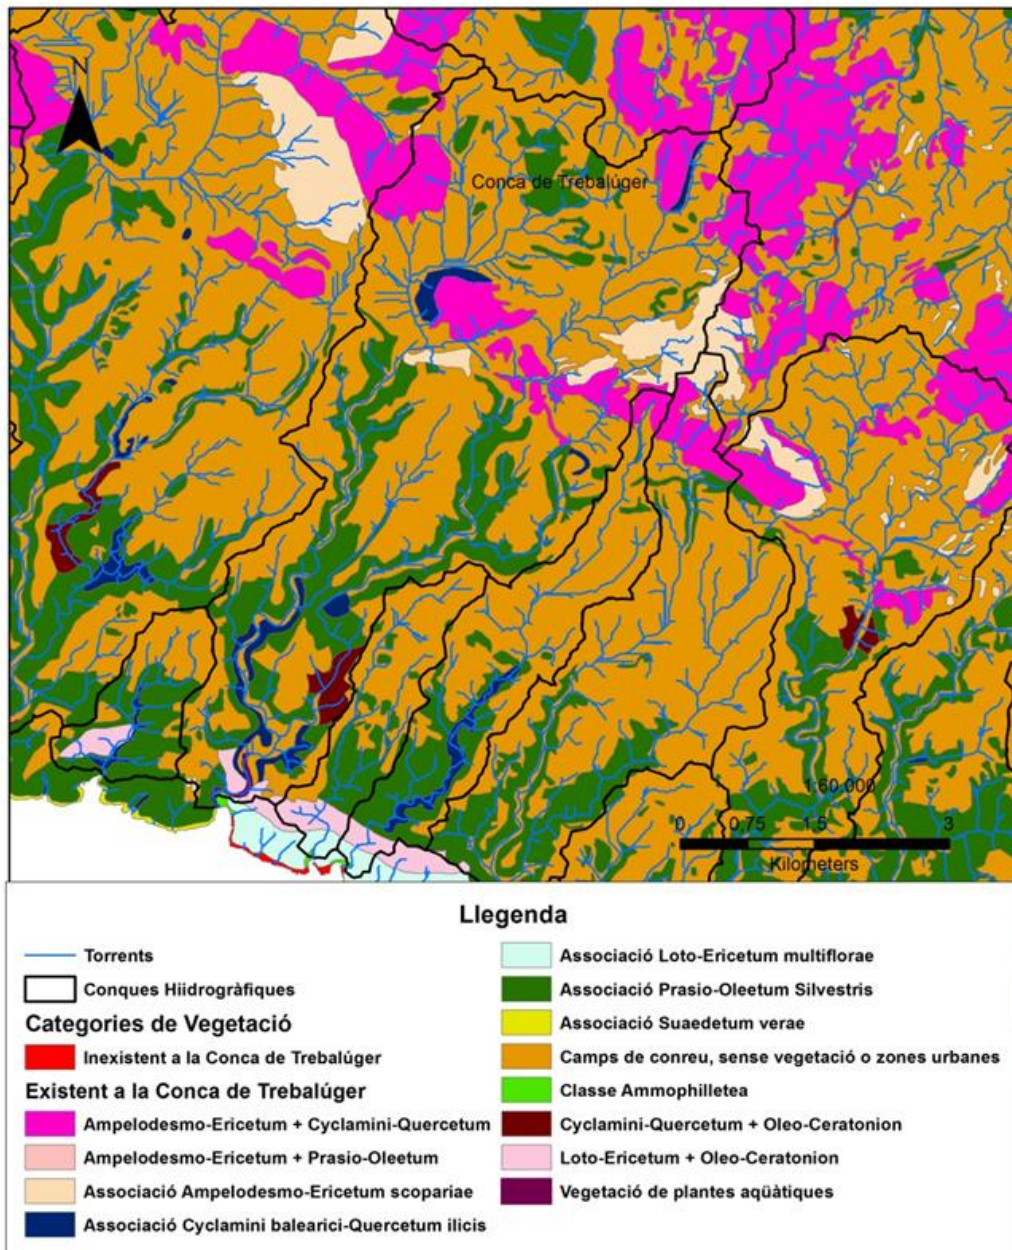 N
Conca de Trebalúger
1:60.000
0 0,75 1,5 3
Kilometers
Llegenda
Torrents
Conques Hiidrogràfiques
Categories de Vegetació
Inexistent a la Conca de Trebalúger
Existent a la Conca de Trebalúger
Ampelodesmo-Ericetum + Cyclamini-Quercetum
Ampelodesmo-Ericetum + Prasio-Oleetum
Associació Ampelodesmo-Ericetum scopariae
Associació Cyclamini balearici-Quercetum ilicis
Associació Loto-Ericetum multiflorae
Associació Prasio-Oleetum Silvestris
Associació Suaedetum verae
Camps de conreu, sense vegetació o zones urbanes
Classe Ammophilletea
Cyclamini-Quercetum + Oleo-Ceratonion
Loto-Ericetum + Oleo-Ceratonion
Vegetació de plantes aqüàtiques